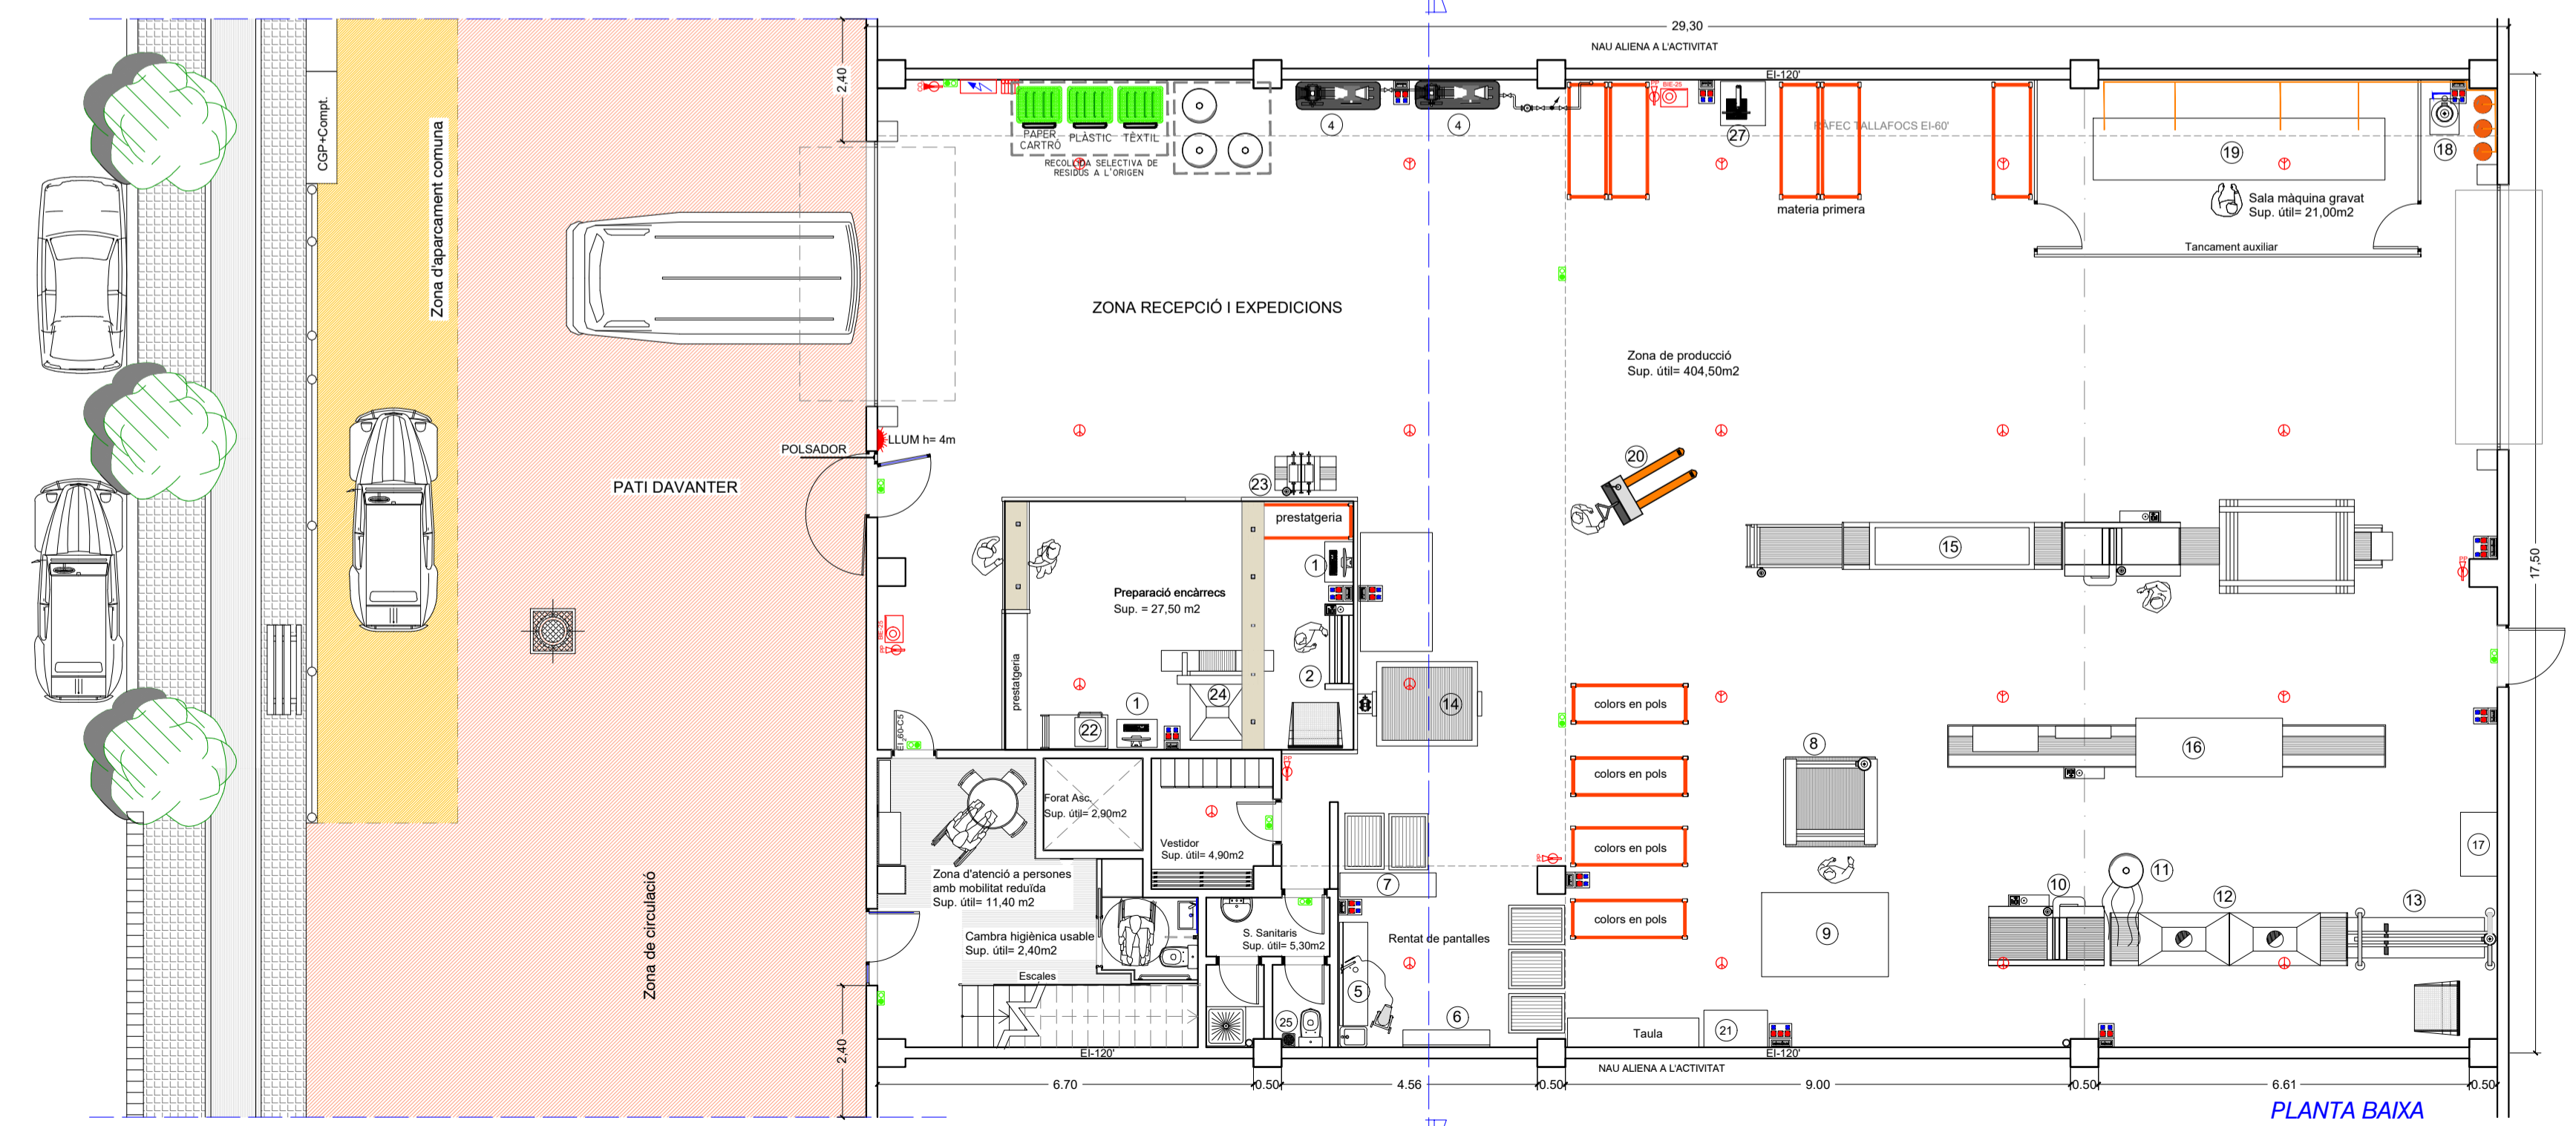 29,30
NAU ALIENA A L'ACTIVITAT
EI-120'
2,40
CGP+Compt.
Zona d'aparcament comuna
PAPER
CARTRÓ
PLÀSTIC
TÈXTIL
RECOLLIDA SELECTIVA DE
RESIDUS A L'ORIGEN
4
4
BIE-25
27
RÀFEC TALLAFOCS EI-60'
19
18
materia primera
Sala màquina gravat
Sup. útil= 21,00m2
Tancament auxiliar
ZONA RECEPCIÓ I EXPEDICIONS
Zona de producció
Sup. útil= 404,50m2
LLUM h= 4m
POLSADOR
PATI DAVANTER
23
20
prestatgeria
1
15
17,50
Preparació encàrrecs
Sup. = 27,50 m2
BIE-25
prestatgeria
2
24
1
22
14
colors en pols
colors en pols
colors en pols
colors en pols
8
16
EI 60-C5
Forat Asc.
Sup. útil= 2,90m2
Vestidor
Sup. útil= 4,90m2
7
17
11
10
12
13
9
Zona d'atenció a persones
amb mobilitat reduïda
Sup. útil= 11,40 m2
Zona de circulació
Cambra higiènica usable
Sup. útil= 2,40m2
S. Sanitaris
Sup. útil= 5,30m2
Rentat de pantalles
Escales
5
25
6
Taula
21
2,40
EI-120'
EI-120'
NAU ALIENA A L'ACTIVITAT
6.70
0.50
4.56
0.50
9.00
0.50
6.61
0.50
PLANTA BAIXA